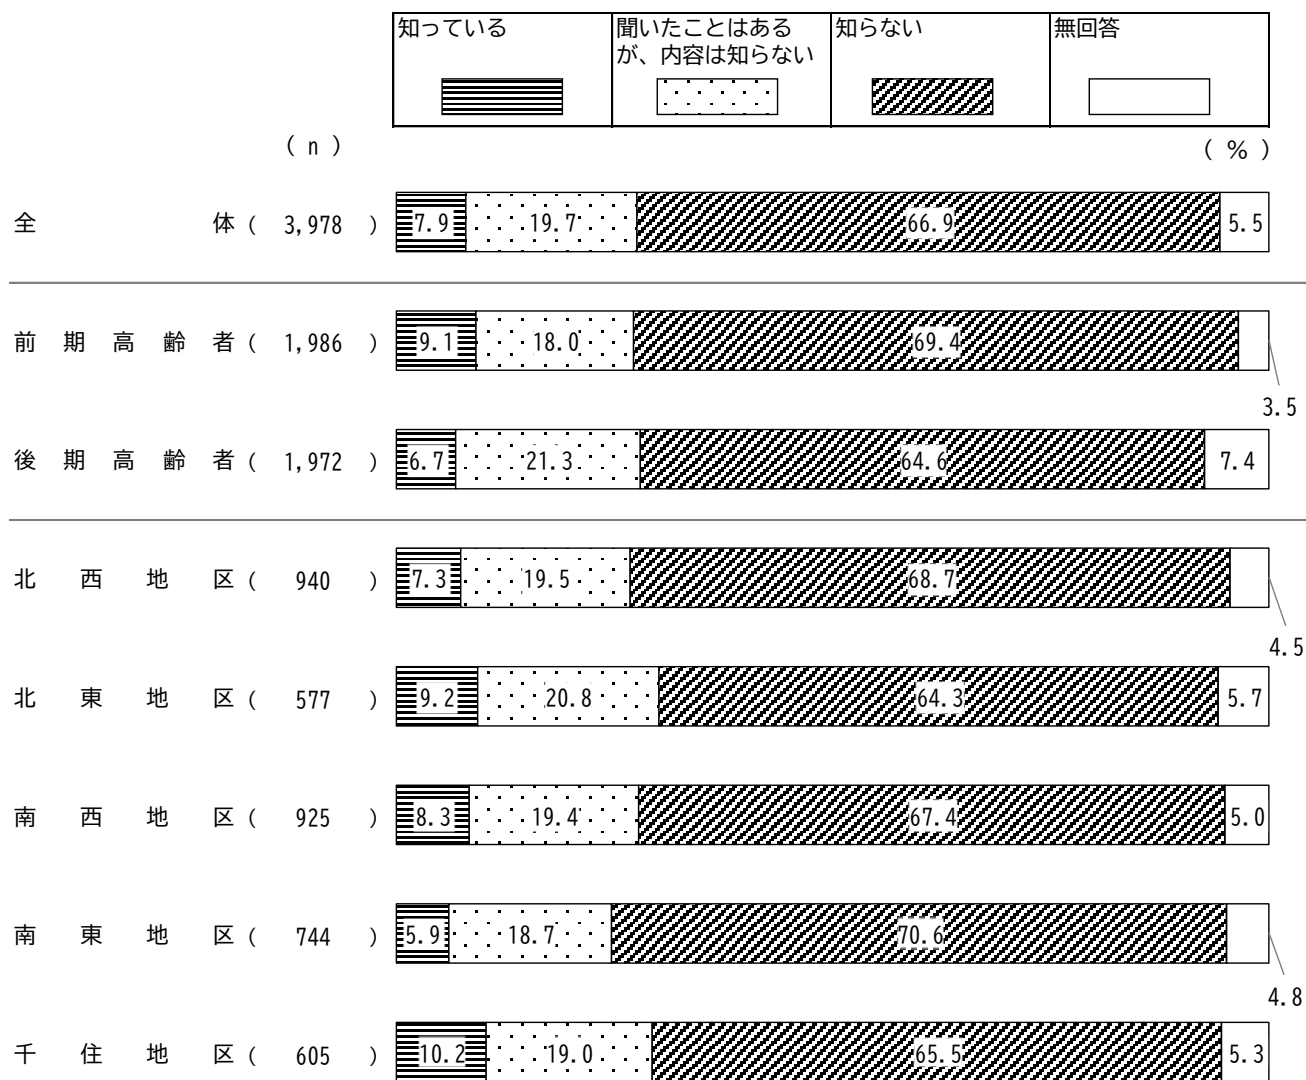 知っている
聞いたことはある
が、内容は知らない
知らない
無回答
( n )
( % )
全体 ( 3,978 ) 7.9 19.7 66.9 5.5
前期高齢者 ( 1,986 ) 9.1 18.0 69.4
3.5
後期高齢者 ( 1,972 ) 6.7 21.3 64.6 7.4
北西地区 ( 940 ) 7.3 19.5 68.7
4.5
北東地区 ( 577 ) 9.2 20.8 64.3 5.7
南西地区 ( 925 ) 8.3 19.4 67.4 5.0
南東地区 ( 744 ) 5.9 18.7 70.6
4.8
千住地区 ( 605 ) 10.2 19.0 65.5 5.3